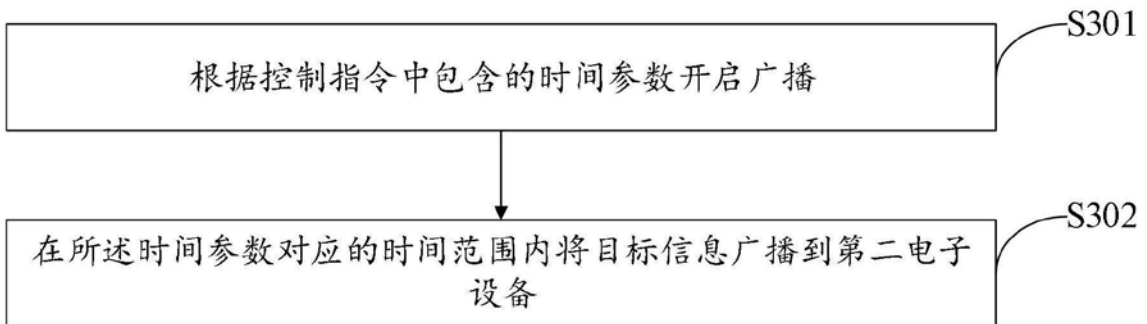 S301
根据控制指令中包含的时间参数开启广播
S302
在所述时间参数对应的时间范围内将目标信息广播到第二电子
设备